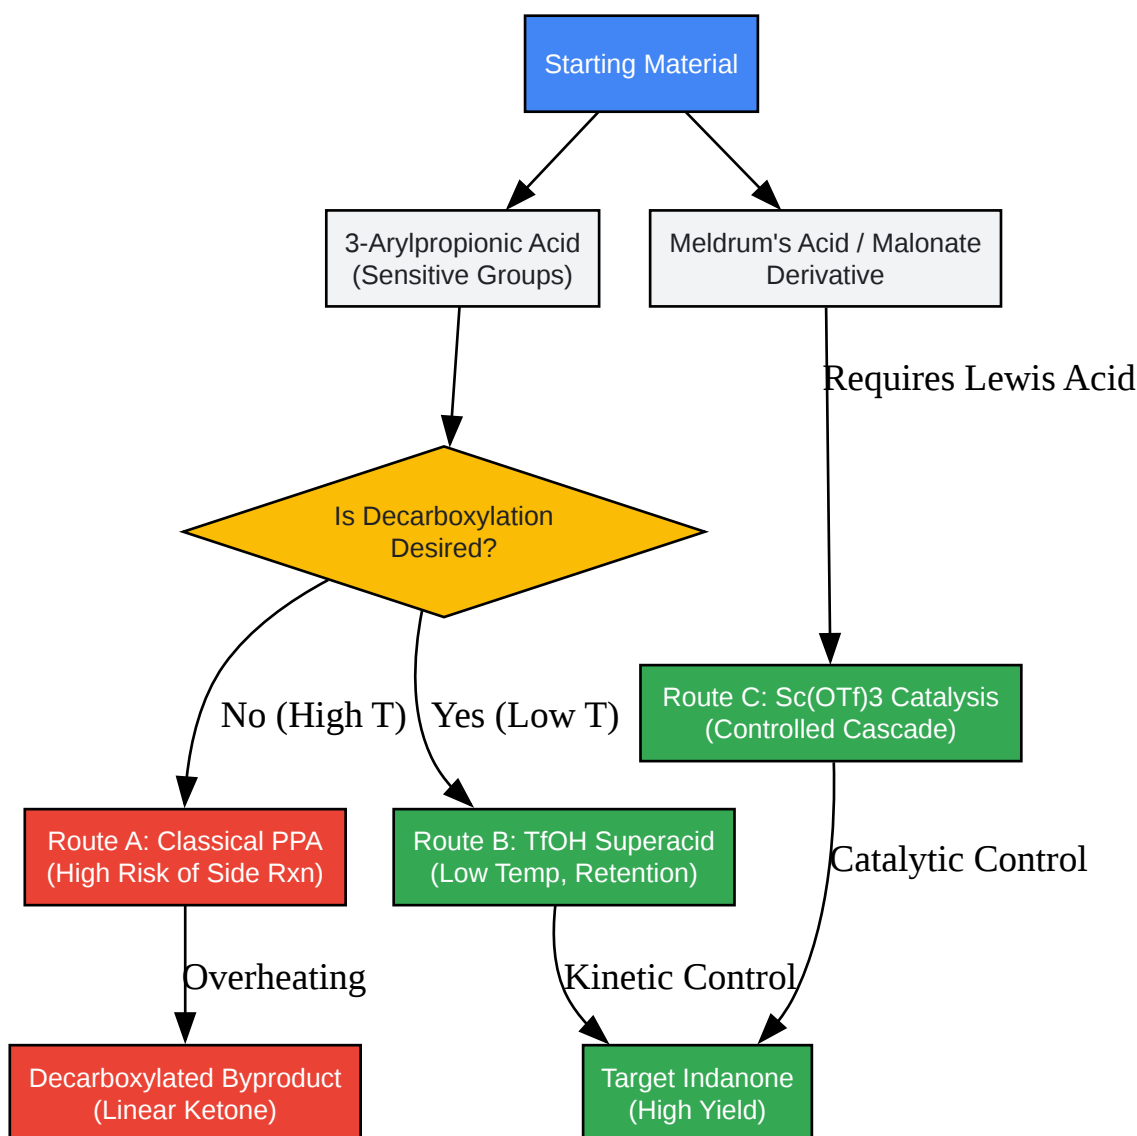 Starting Material
3-Arylpropionic Acid
(Sensitive Groups)
Meldrum's Acid / Malonate
Derivative
Requires Lewis Acid
Is Decarboxylation
Desired?
No (High T)
Yes (Low T)
Route C: Sc(OTf)3 Catalysis
(Controlled Cascade)
Route A: Classical PPA
(High Risk of Side Rxn)
Route B: TfOH Superacid
(Low Temp, Retention)
Catalytic Control
Overheating
Kinetic Control
Decarboxylated Byproduct
(Linear Ketone)
Target Indanone
(High Yield)